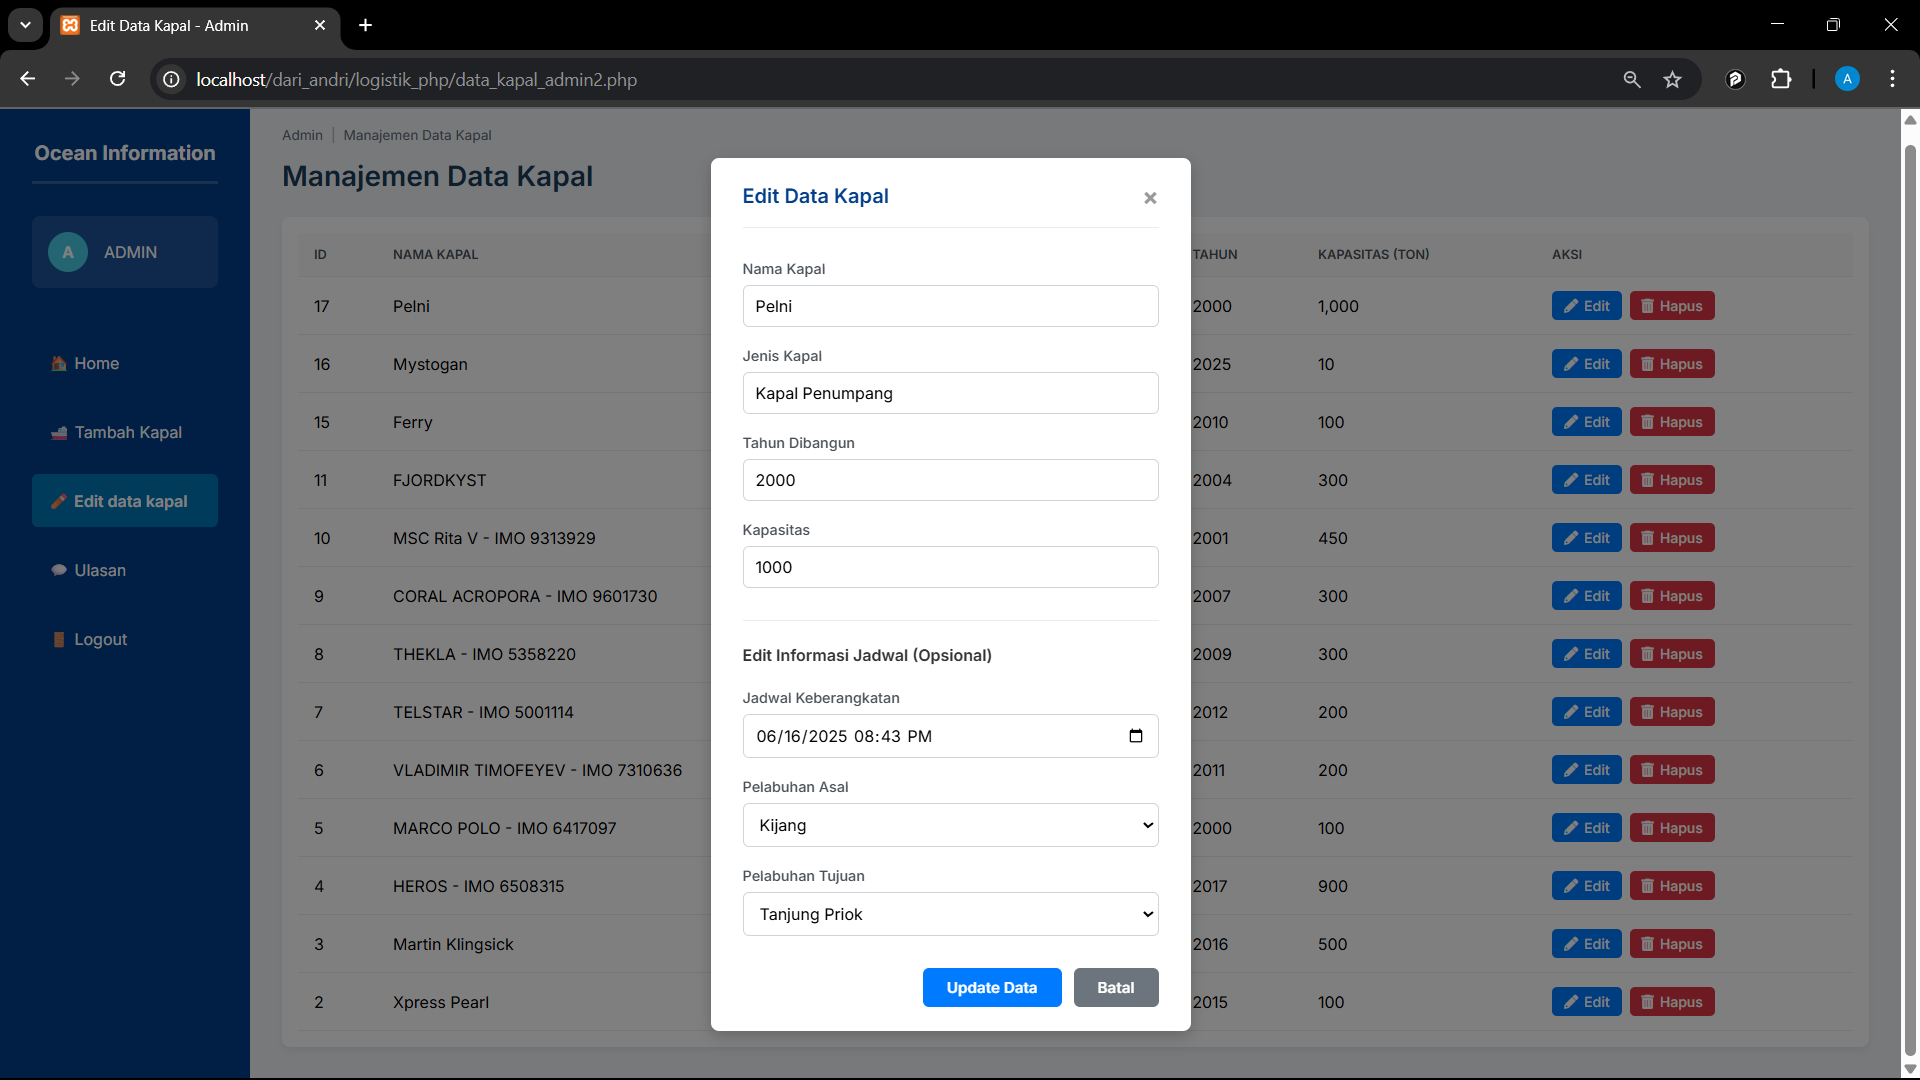 Edit Data Kapal - Admin
localhost/dari_andri/logistik_php/data_kapal_admin2.php
A
Ocean Information
A ADMIN
Home
Tambah Kapal
Edit data kapal
Ulasan
Logout
Admin | Manajemen Data Kapal
Manajemen Data Kapal
ID NAMA KAPAL TAHUN KAPASITAS (TON) AKSI
17 Pelni 2000 1,000 Edit Hapus
16 Mystogan 2025 10 Edit Hapus
15 Ferry 2010 100 Edit Hapus
11 FJORDKYST 2004 300 Edit Hapus
10 MSC Rita V - IMO 9313929 2001 450 Edit Hapus
9 CORAL ACROPORA - IMO 9601730 2007 300 Edit Hapus
8 THEKLA - IMO 5358220 2009 300 Edit Hapus
7 TELSTAR - IMO 5001114 2012 200 Edit Hapus
6 VLADIMIR TIMOFEYEV - IMO 7310636 2011 200 Edit Hapus
5 MARCO POLO - IMO 6417097 2000 100 Edit Hapus
4 HEROS - IMO 6508315 2017 900 Edit Hapus
3 Martin Klingsick 2016 500 Edit Hapus
2 Xpress Pearl 2015 100 Edit Hapus
Edit Data Kapal ×
Nama Kapal
Pelni
Jenis Kapal
Kapal Penumpang
Tahun Dibangun
2000
Kapasitas
1000
Edit Informasi Jadwal (Opsional)
Jadwal Keberangkatan
06/16/2025 08:43 PM
Pelabuhan Asal
Kijang
Pelabuhan Tujuan
Tanjung Priok
Update Data Batal